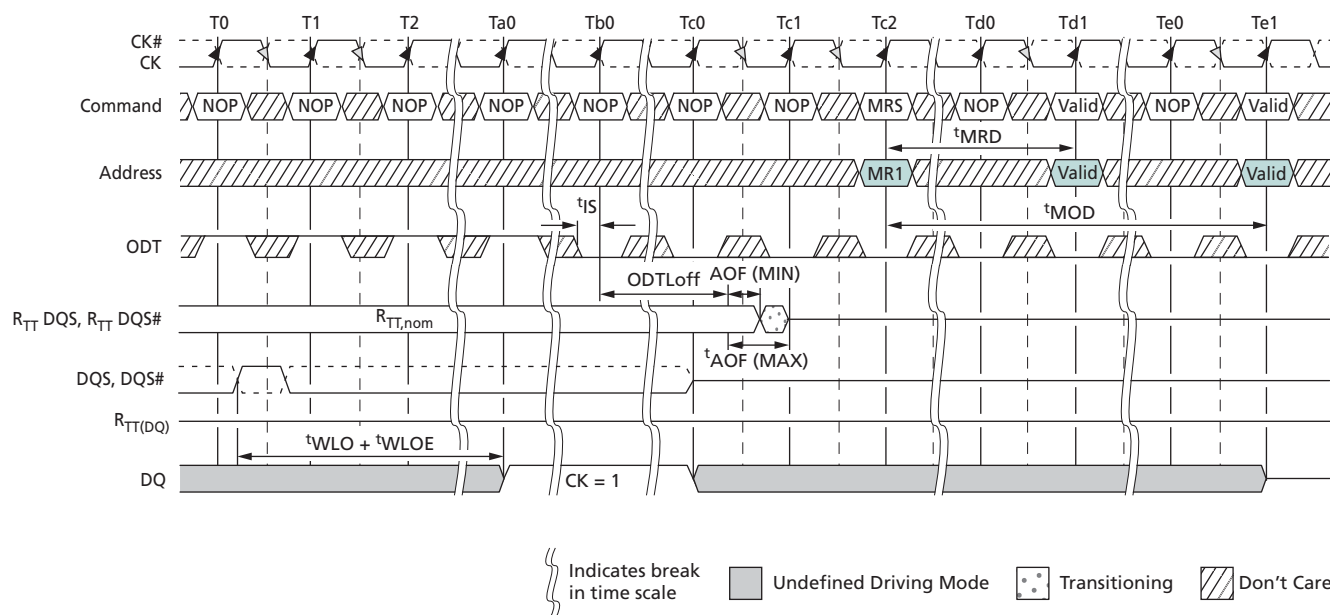 T0 T1 T2 Ta0 Tb0 Tc0 Tc1 Tc2 Td0 Td1 Te0 Te1
CK#
CK
Command NOP NOP NOP NOP NOP NOP NOP MRS NOP Valid NOP Valid
tMRD
Address MR1 Valid Valid
tIS
tMOD
ODT
ODTLoff AOF (MIN)
RTT DQS, RTT DQS# RTT,nom
tAOF (MAX)
DQS, DQS#
RTT(DQ)
tWLO + tWLOE
DQ CK = 1
Indicates break
in time scale
Undefined Driving Mode
Transitioning
Don't Care